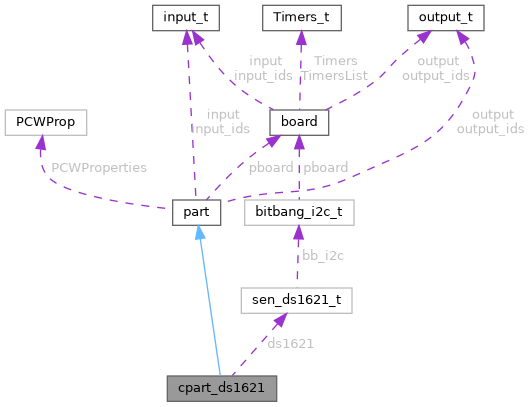 input_t
Timers_t
output_t
input
input_ids
Timers
TimersList
output
output_ids
PCWProp
input
input_ids
board
output
output_ids
PCWProperties
pboard
pboard
part
bitbang_i2c_t
bb_i2c
sen_ds1621_t
ds1621
cpart_ds1621